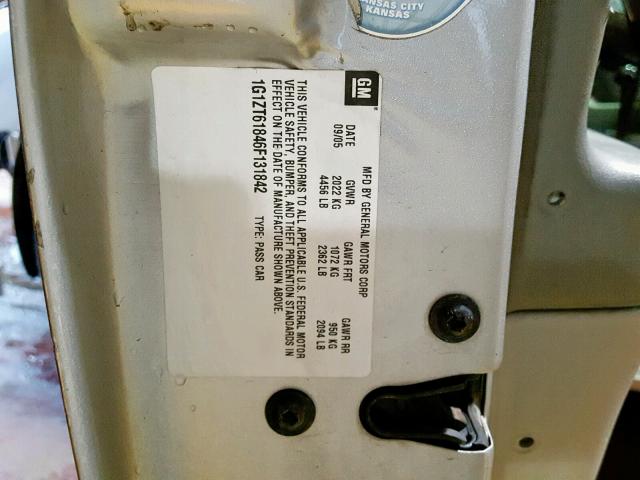 KANSAS CITY
KANSAS
GM
MFD BY GENERAL MOTORS CORP
DATE GVWR GAWR FRT GAWR RR
09/05 2022 KG 1072 KG 950 KG
4456 LB 2362 LB 2094 LB
THIS VEHICLE CONFORMS TO ALL APPLICABLE U.S. FEDERAL MOTOR
VEHICLE SAFETY, BUMPER, AND THEFT PREVENTION STANDARDS IN
EFFECT ON THE DATE OF MANUFACTURE SHOWN ABOVE.
1G1ZT61846F131842 TYPE: PASS CAR